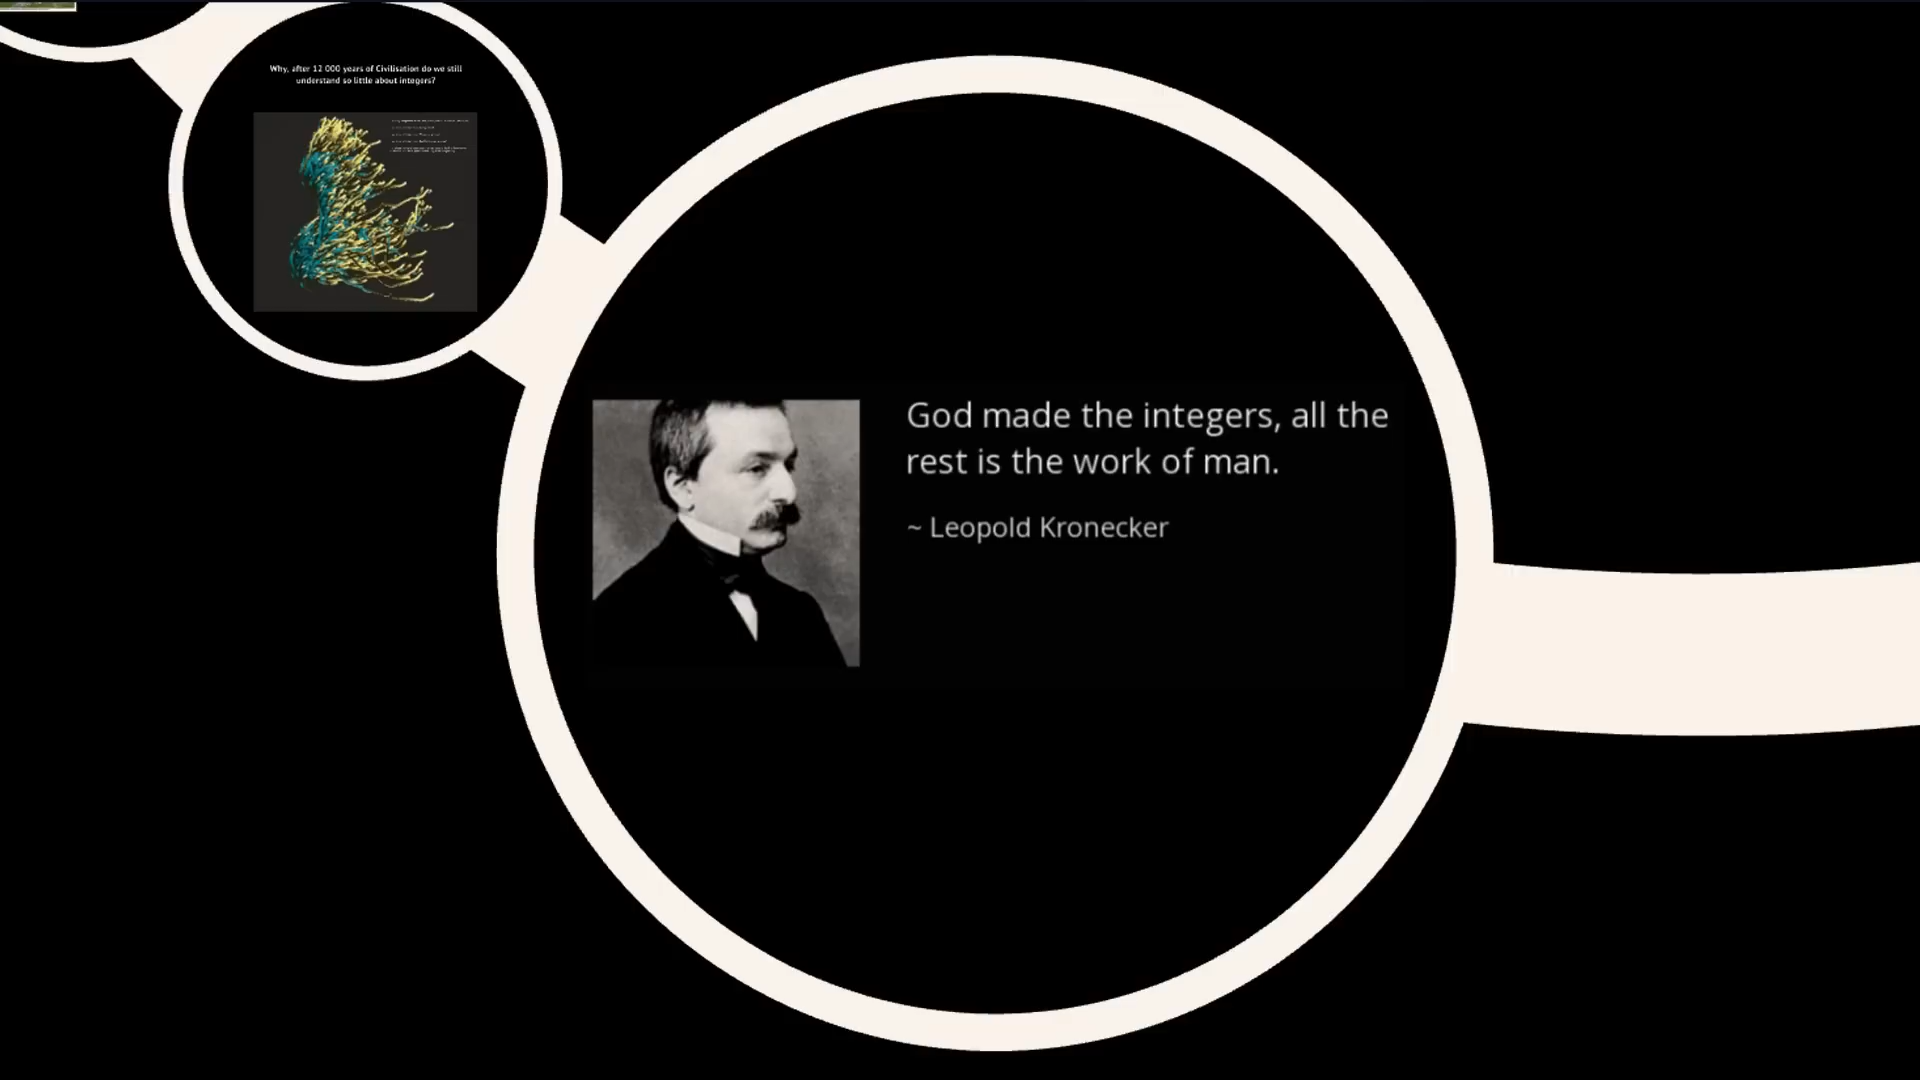 Why, after 12 000 years of Civilisation do we still
understand so little about integers?
God made the integers, all the
rest is the work of man.
~ Leopold Kronecker